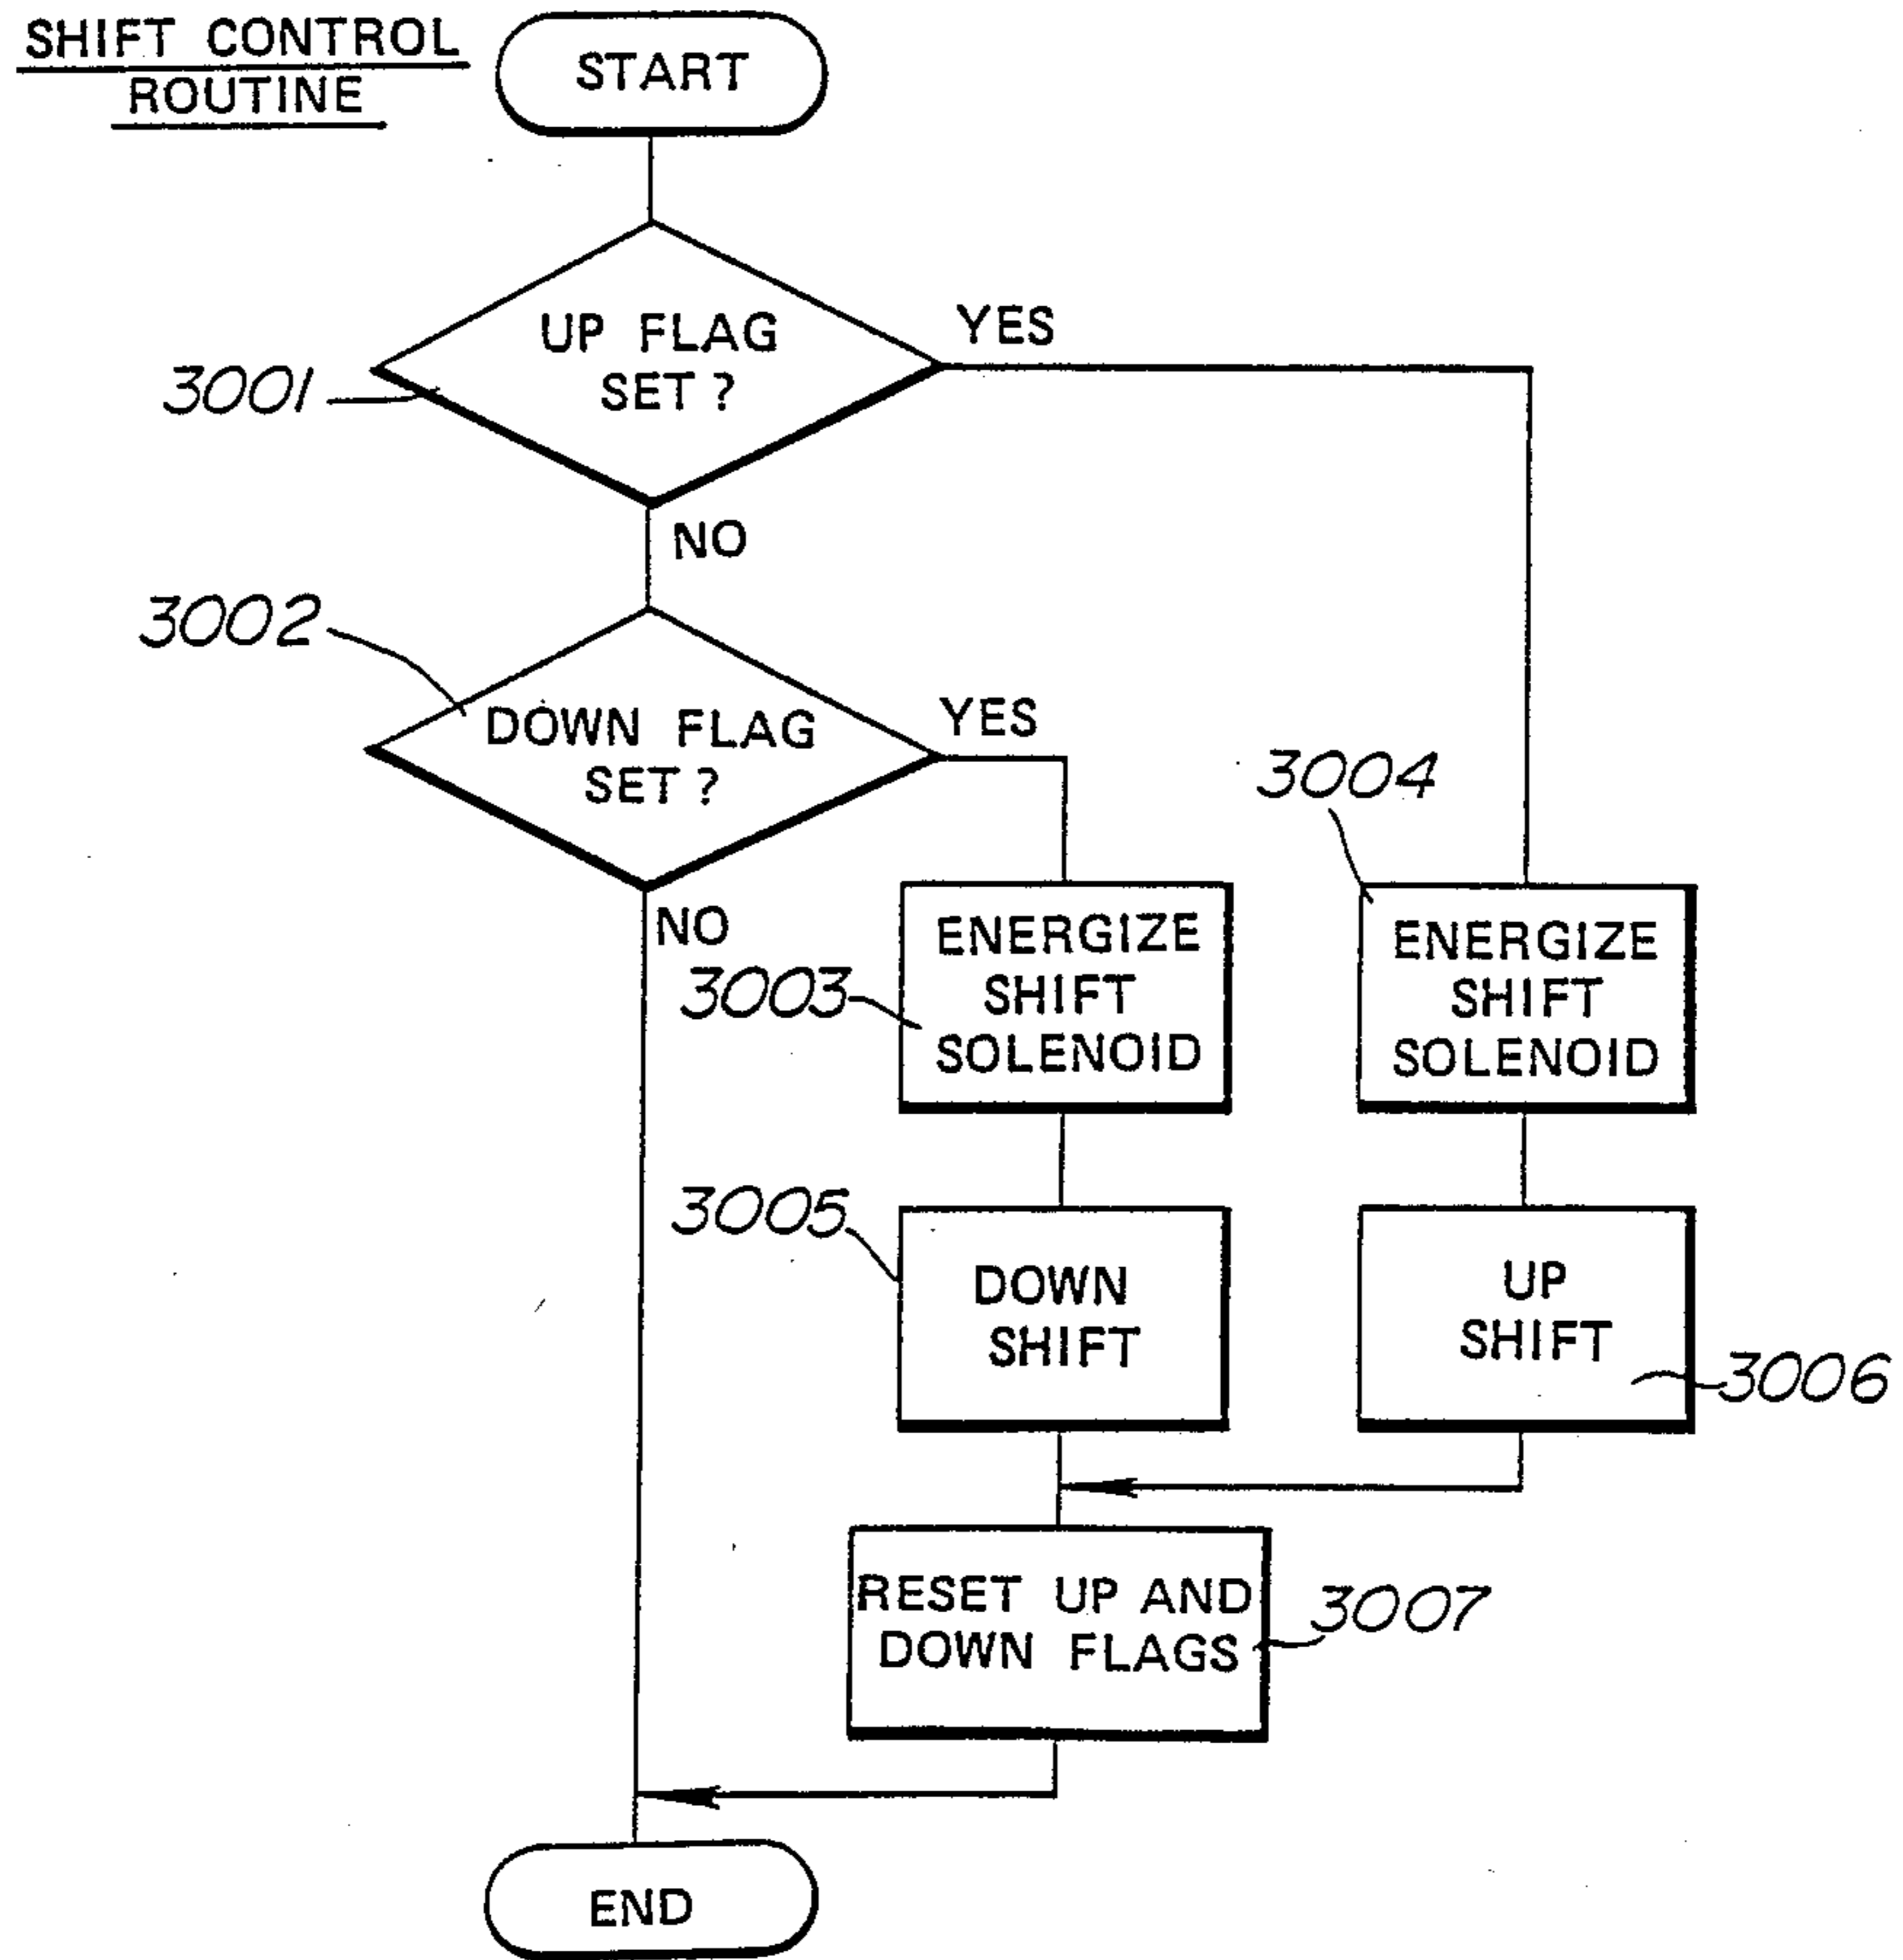 SHIFT CONTROL
ROUTINE
START
UP FLAG
SET ?
YES
3001
NO
3002
DOWN FLAG
SET ?
YES
NO
3004
ENERGIZE
SHIFT
SOLENOID
3003
ENERGIZE
SHIFT
SOLENOID
3005
DOWN
SHIFT
UP
SHIFT
3006
RESET UP AND
DOWN FLAGS
3007
END